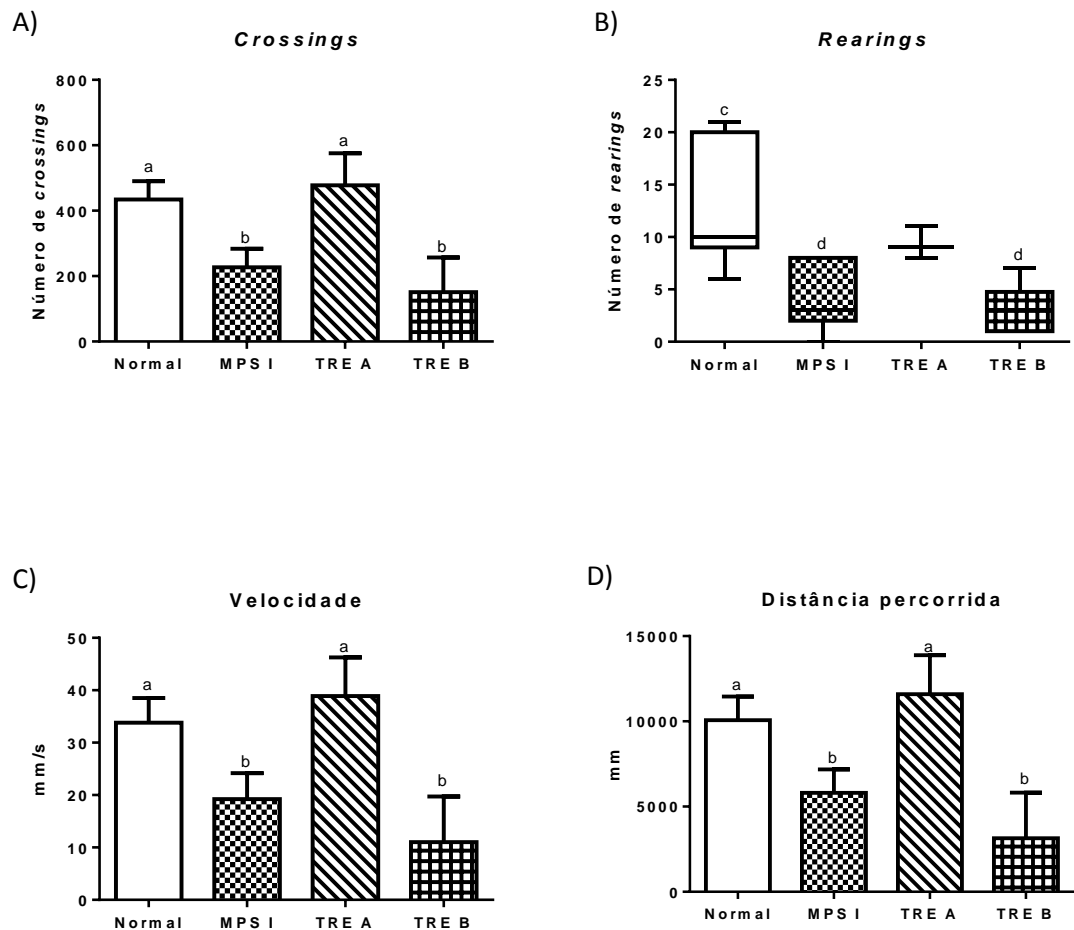 A)
Crossings
Número de crossings
800
600
400
200
0
a
b
a
b
Normal
MPS I
TRE A
TRE B
B)
Rearings
Número de rearings
25
20
15
10
5
0
c
d
d
Normal
MPS I
TRE A
TRE B
C)
Velocidade
mm/s
50
40
30
20
10
0
a
b
a
b
Normal
MPS I
TRE A
TRE B
D)
Distância percorrida
mm
15000
10000
5000
0
a
b
a
b
Normal
MPS I
TRE A
TRE B